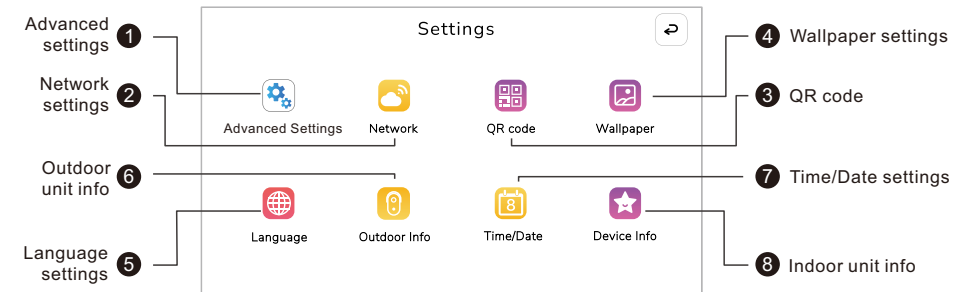 Advanced
settings
1
Network
settings
2
Outdoor
unit info
6
Language
settings
5
Settings
Advanced Settings
Network
QR code
Wallpaper
8
Language
Outdoor Info
Time/Date
Device Info
4 Wallpaper settings
3 QR code
7 Time/Date settings
8 Indoor unit info